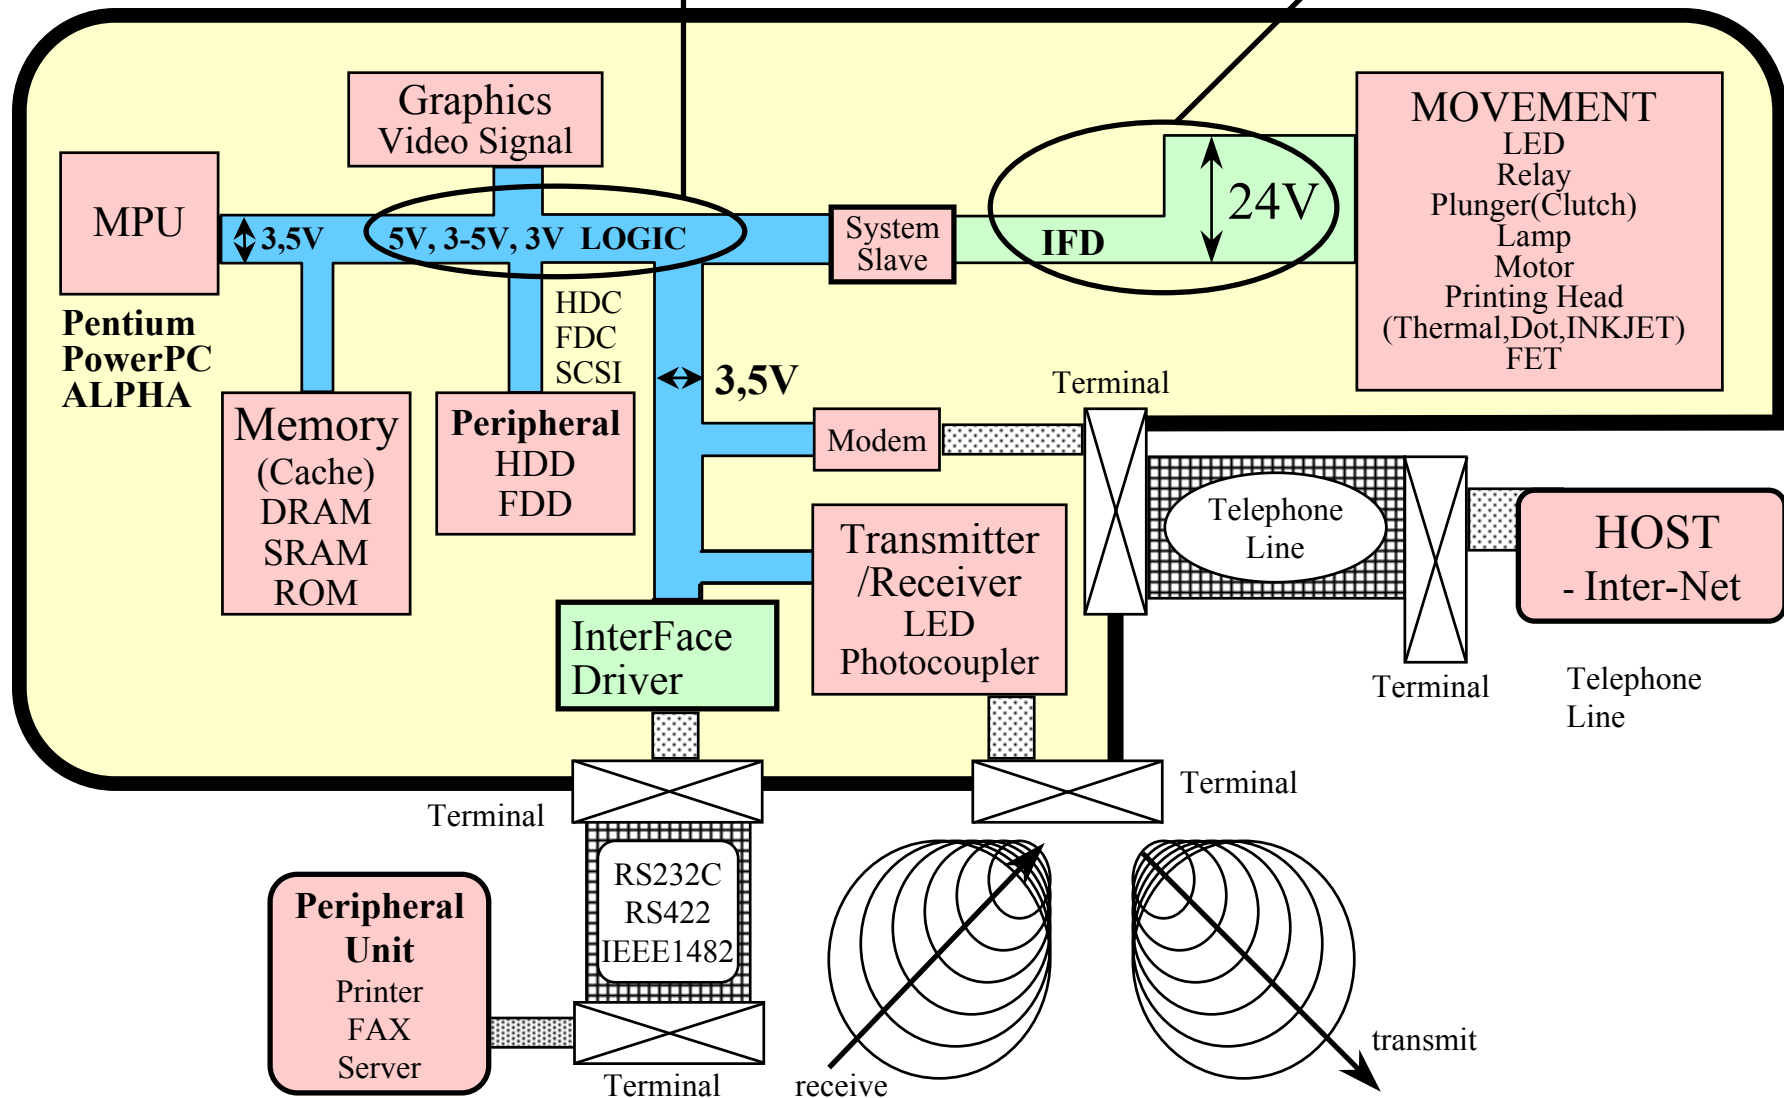 Graphics
Video Signal
MOVEMENT
LED
Relay
Plunger(Clutch)
Lamp
Motor
Printing Head
(Thermal,Dot,INKJET)
FET
MPU
3,5V
5V, 3-5V, 3V LOGIC
System
Slave
IFD
24V
Pentium
PowerPC
ALPHA
HDC
FDC
SCSI
3,5V
Terminal
Memory
(Cache)
DRAM
SRAM
ROM
Peripheral
HDD
FDD
Modem
Telephone
Line
HOST
- Inter-Net
Transmitter
/Receiver
LED
Photocoupler
InterFace
Driver
Terminal
Telephone
Line
Terminal
Terminal
RS232C
RS422
IEEE1482
Peripheral
Unit
Printer
FAX
Server
Terminal
receive
transmit